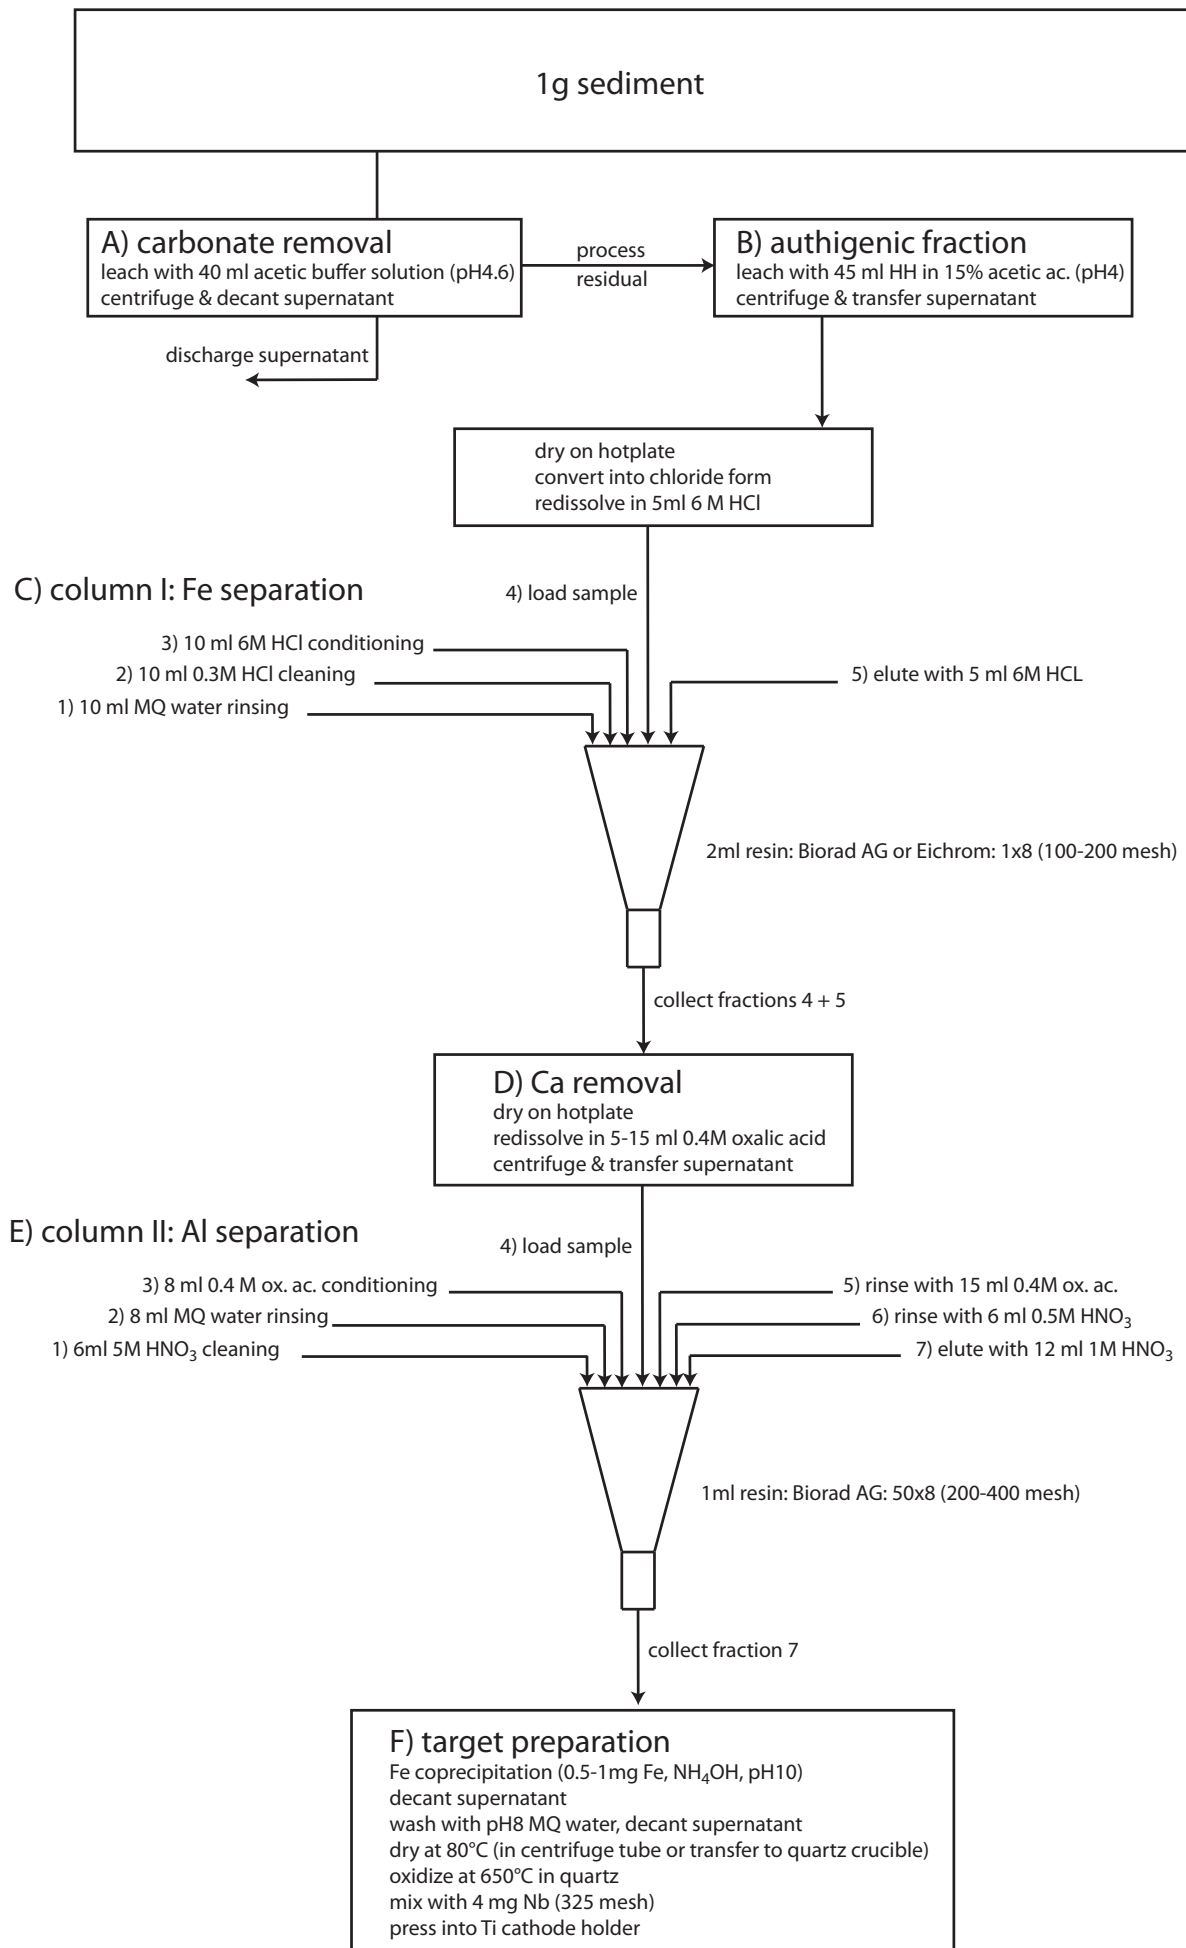 1g sediment
A) carbonate removal
leach with 40 ml acetic buffer solution (pH4.6)
centrifuge & decant supernatant
process
residual
B) authigenic fraction
leach with 45 ml HH in 15% acetic ac. (pH4)
centrifuge & transfer supernatant
discharge supernatant
dry on hotplate
convert into chloride form
redissolve in 5ml 6 M HCl
C) column I: Fe separation
4) load sample
3) 10 ml 6M HCl conditioning
2) 10 ml 0.3M HCl cleaning
1) 10 ml MQ water rinsing
5) elute with 5 ml 6M HCL
2ml resin: Biorad AG or Eichrom: 1x8 (100-200 mesh)
collect fractions 4 + 5
D) Ca removal
dry on hotplate
redissolve in 5-15 ml 0.4M oxalic acid
centrifuge & transfer supernatant
E) column II: Al separation
4) load sample
3) 8 ml 0.4 M ox. ac. conditioning
2) 8 ml MQ water rinsing
1) 6ml 5M HNO₃ cleaning
5) rinse with 15 ml 0.4M ox. ac.
6) rinse with 6 ml 0.5M HNO₃
7) elute with 12 ml 1M HNO₃
1ml resin: Biorad AG: 50x8 (200-400 mesh)
collect fraction 7
F) target preparation
Fe coprecipitation (0.5-1mg Fe, NH₄OH, pH10)
decant supernatant
wash with pH8 MQ water, decant supernatant
dry at 80°C (in centrifuge tube or transfer to quartz crucible)
oxidize at 650°C in quartz
mix with 4 mg Nb (325 mesh)
press into Ti cathode holder